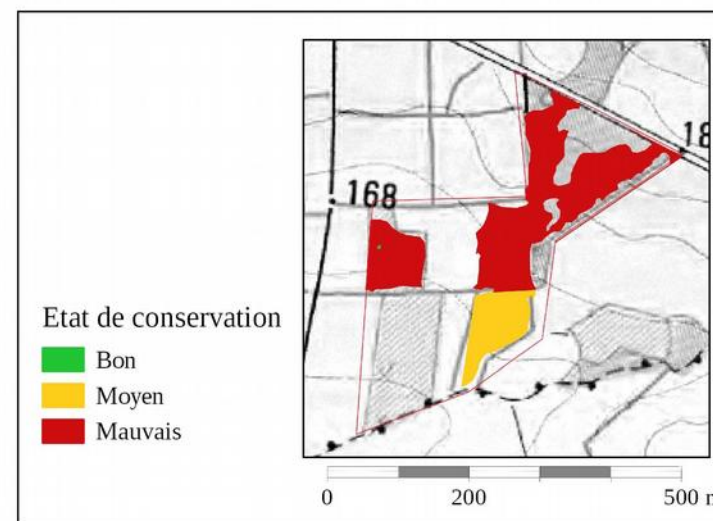 168
18
Etat de conservation
Bon
Moyen
Mauvais
0 200 500 m